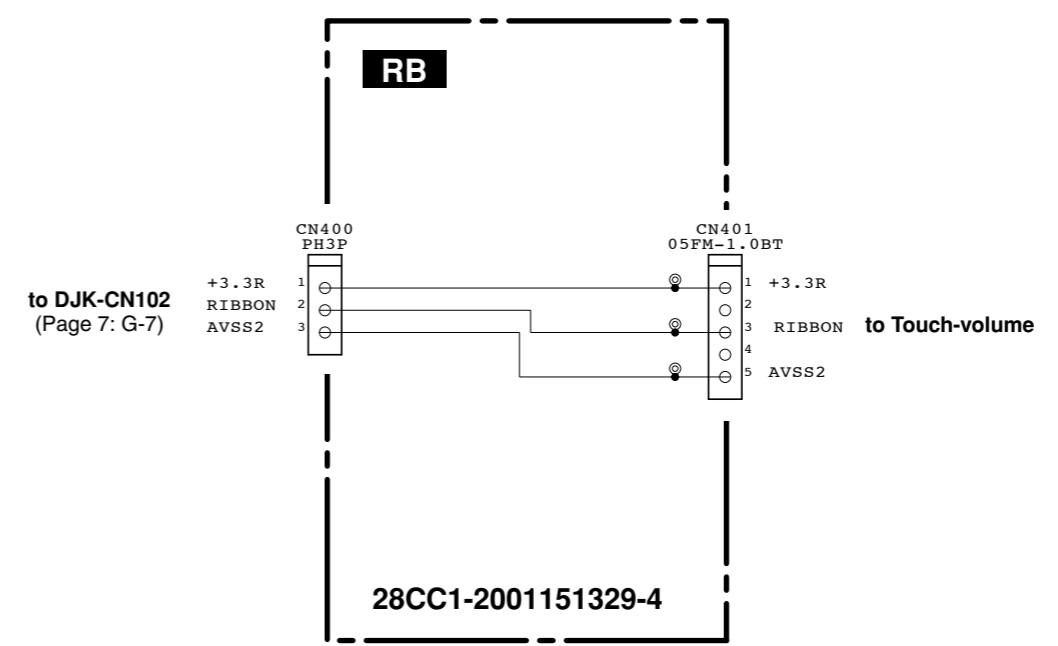 RB
CN400
PH3P
CN401
05FM-1.0BT
to DJK-CN102
(Page 7: G-7)
+3.3R 1
RIBBON 2
AVSS2 3
1 +3.3R
2
3 RIBBON
4
5 AVSS2
to Touch-volume
28CC1-2001151329-4